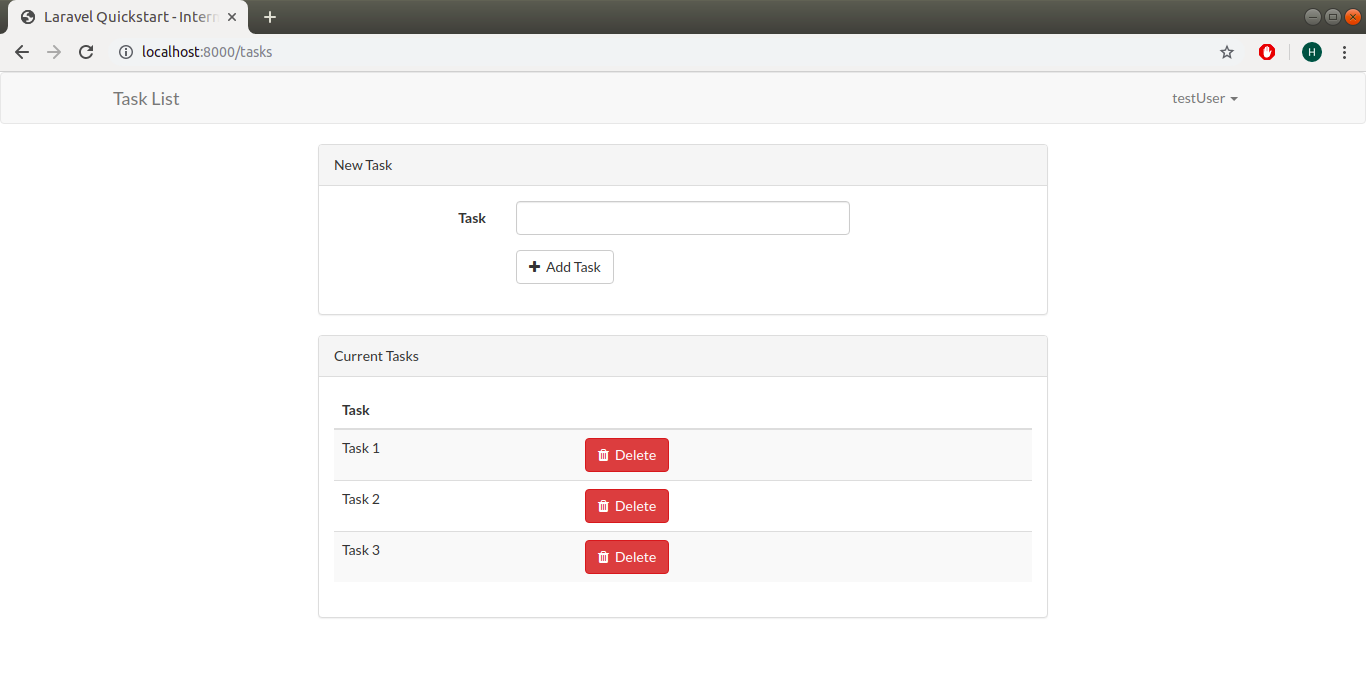 Laravel Quickstart - Intern
localhost:8000/tasks
H
Task List
testUser
New Task
Task
Add Task
Current Tasks
Task
Task 1 Delete
Task 2 Delete
Task 3 Delete